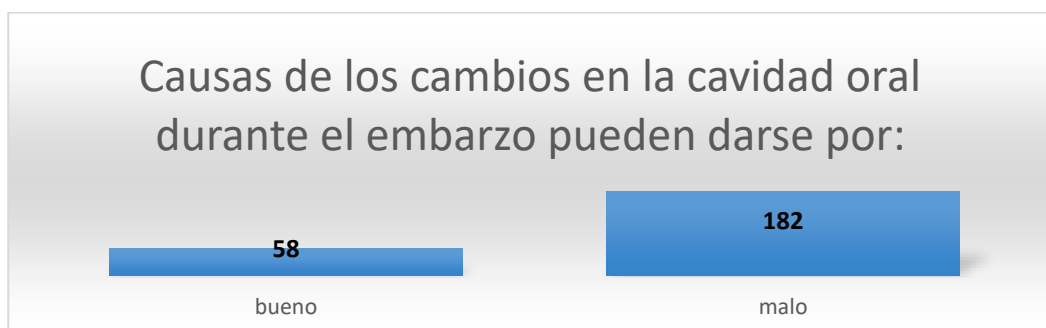 Causas de los cambios en la cavidad oral
durante el embarzo pueden darse por:
58
182
bueno
malo